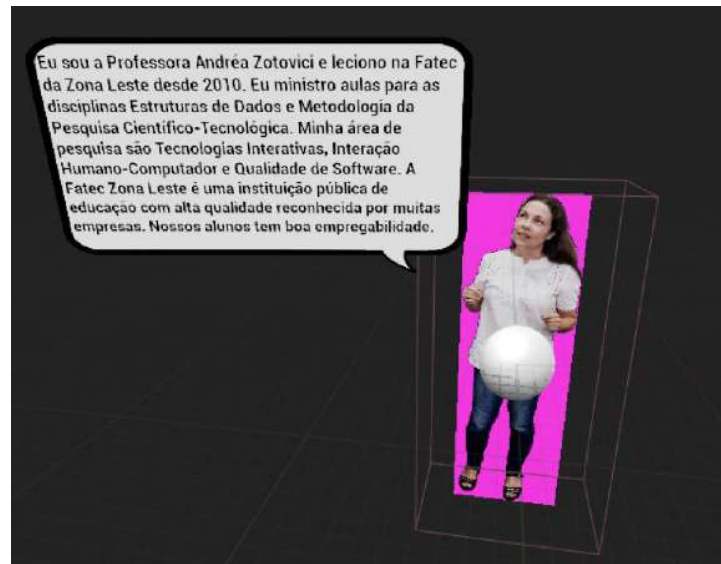 Eu sou a Professora Andréa Zotovici e leciono na Fatec
da Zona Leste desde 2010. Eu ministro aulas para as
disciplinas Estruturas de Dados e Metodologia da
Pesquisa Científico-Tecnológica. Minha área de
pesquisa são Tecnologias Interativas, Interação
Humano-Computador e Qualidade de Software. A
Fatec Zona Leste é uma instituição pública de
educação com alta qualidade reconhecida por muitas
empresas. Nossos alunos tem boa empregabilidade.